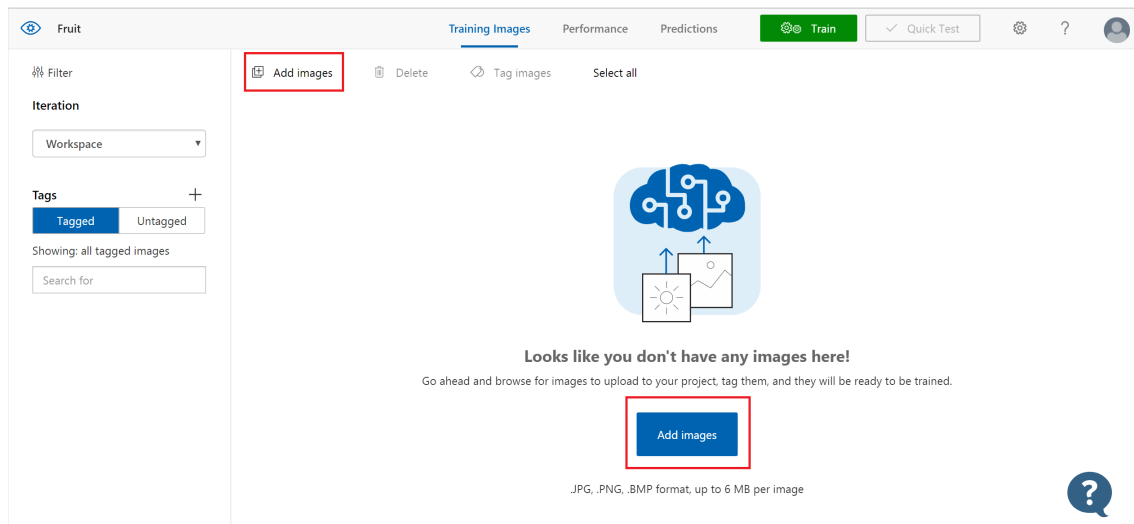 Fruit
Training Images
Performance
Predictions
Train
Quick Test
?
Filter
Add images
Delete
Tag images
Select all
Iteration
Workspace
Tags
Tagged
Untagged
Showing: all tagged images
Search for
Looks like you don't have any images here!
Go ahead and browse for images to upload to your project, tag them, and they will be ready to be trained.
Add images
.JPG, .PNG, .BMP format, up to 6 MB per image
?